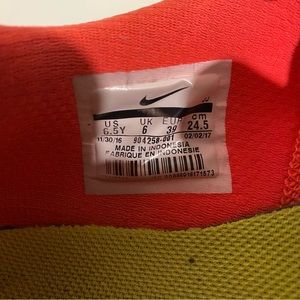 US UK EUR cm
6.5Y 6 39 24.5
11/30/16 904258-001 02/02/17
MADE IN INDONESIA
FABRIQUE EN INDONESIE